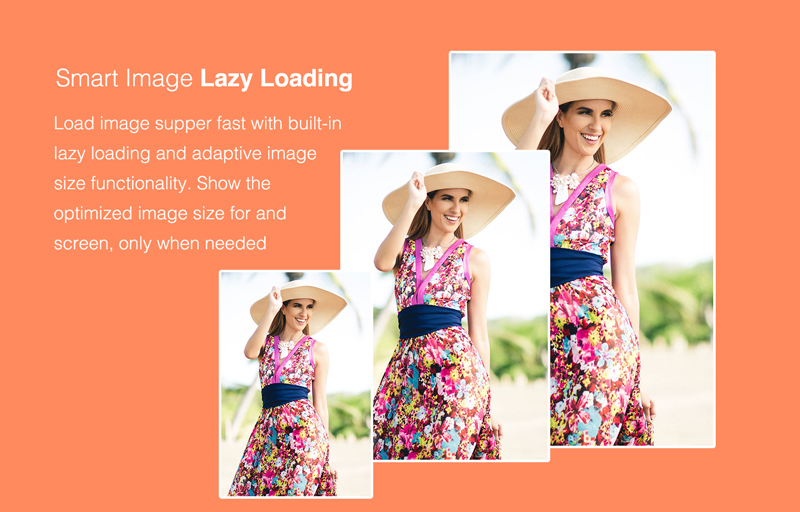 Smart Image Lazy Loading
Load image supper fast with built-in
lazy loading and adaptive image
size functionality. Show the
optimized image size for and
screen, only when needed